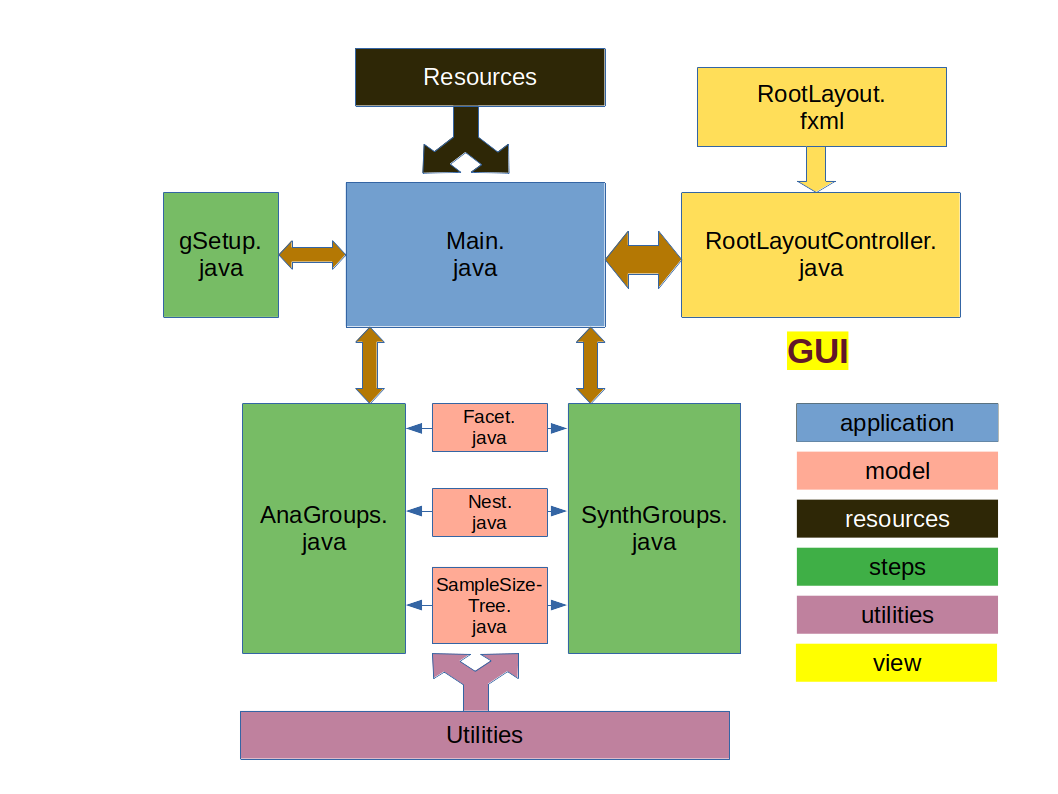 Resources
RootLayout.
fxml
gSetup.
java
Main.
java
RootLayoutController.
java
GUI
Facet.
java
Nest.
java
SampleSize-
Tree.
java
AnaGroups.
java
SynthGroups.
java
application
model
resources
steps
utilities
view
Utilities